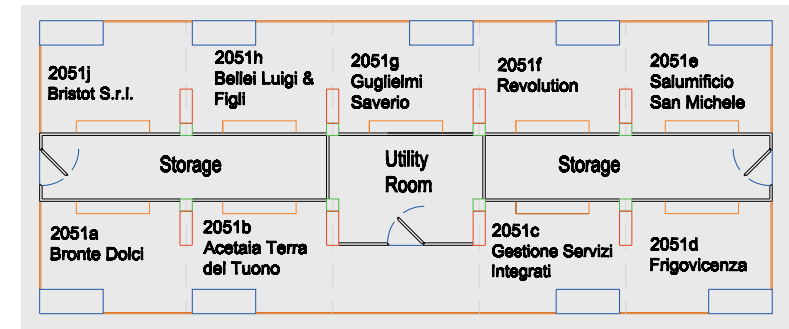 2051j
Bristot S.r.l.
2051h
Bellei Luigi &
Figli
2051g
Guglielmi
Saverio
2051f
Revolution
2051e
Salumificio
San Michele
Storage
Utility
Room
Storage
2051a
Bronte Dolci
2051b
Acetaia Terra
del Tuono
2051c
Gestione Servizi
Integrati
2051d
Frigovicenza